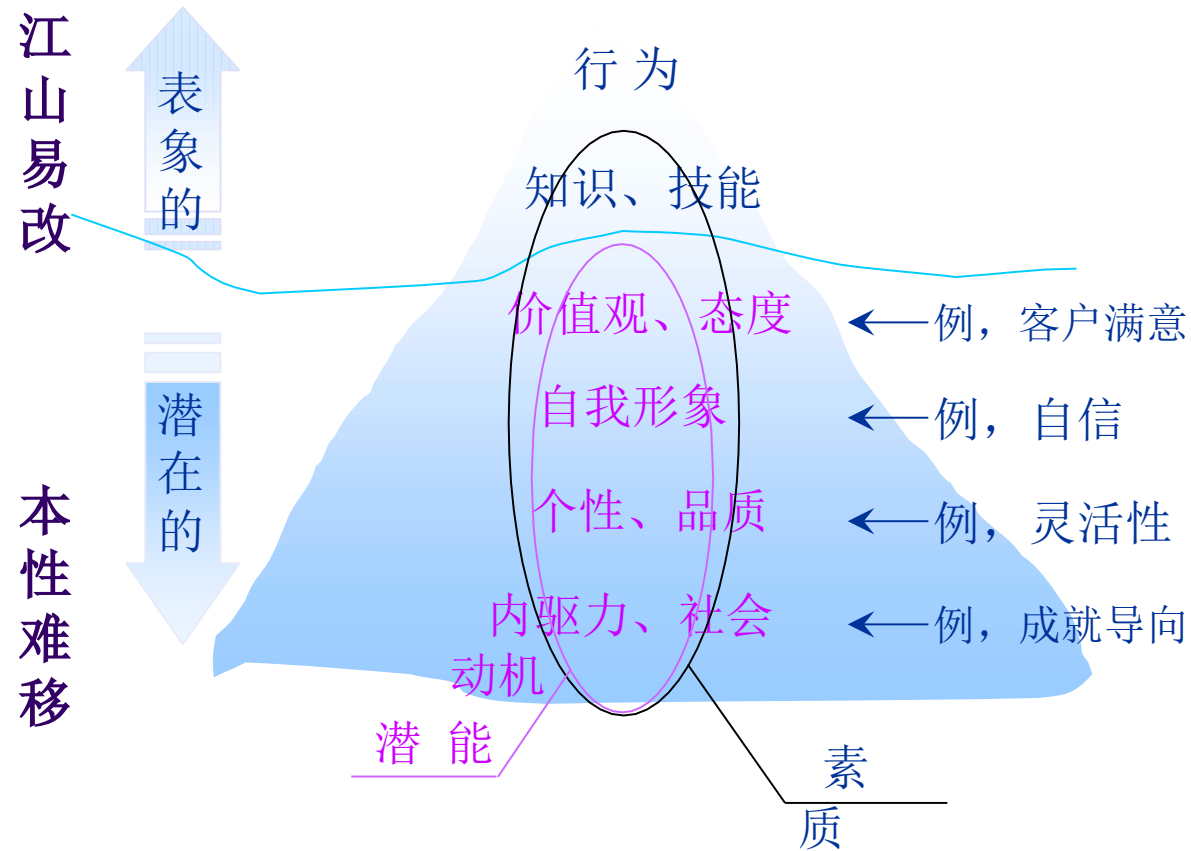 江山易改
表象的
行 为
知识、技能
价值观、态度
例，客户满意
自我形象
例，自信
潜在的
个性、品质
例，灵活性
本性难移
内驱力、社会
动机
例，成就导向
潜 能
素
质